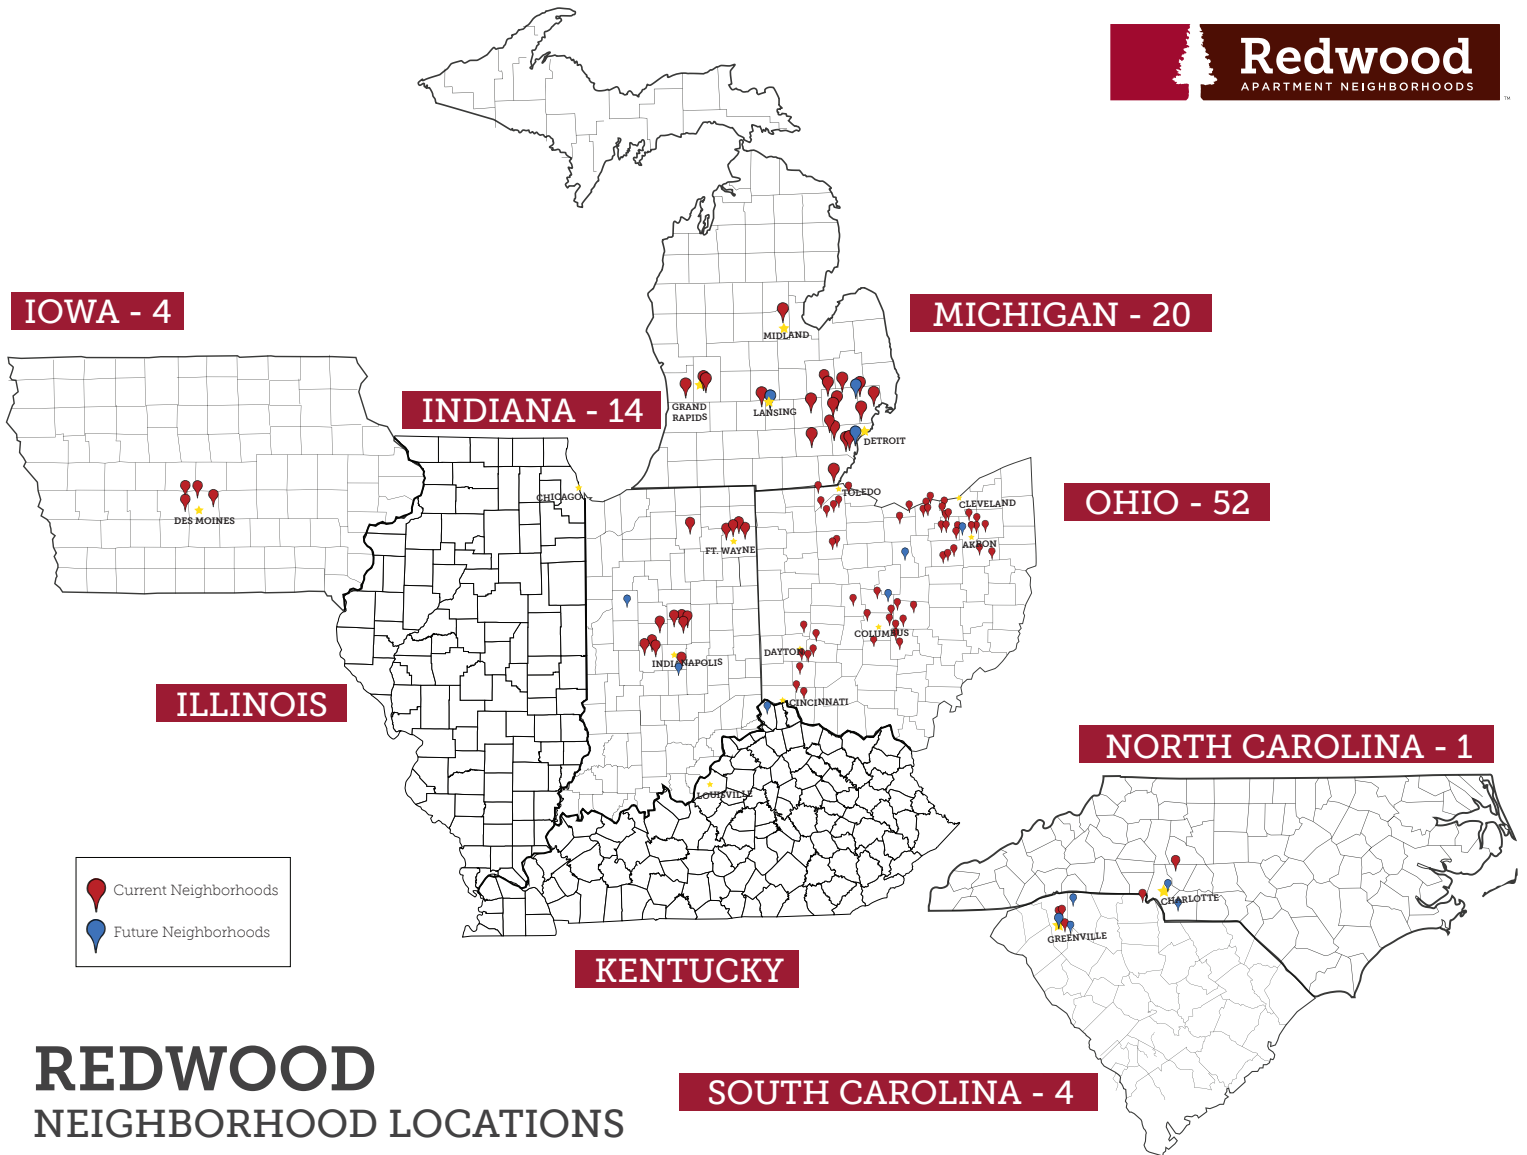 Redwood
APARTMENT NEIGHBORHOODS
TM
IOWA - 4
MICHIGAN - 20
MIDLAND
INDIANA - 14
GRAND
RAPIDS
LANSING
DETROIT
CHICAGO
TOLEDO
CLEVELAND
OHIO - 52
DES MOINES
FT. WAYNE
AKRON
COLUMBUS
DAYTON
INDIANAPOLIS
ILLINOIS
CINCINNATI
NORTH CAROLINA - 1
LOUISVILLE
Current Neighborhoods
Future Neighborhoods
CHARLOTTE
GREENVILLE
KENTUCKY
REDWOOD
NEIGHBORHOOD LOCATIONS
SOUTH CAROLINA - 4